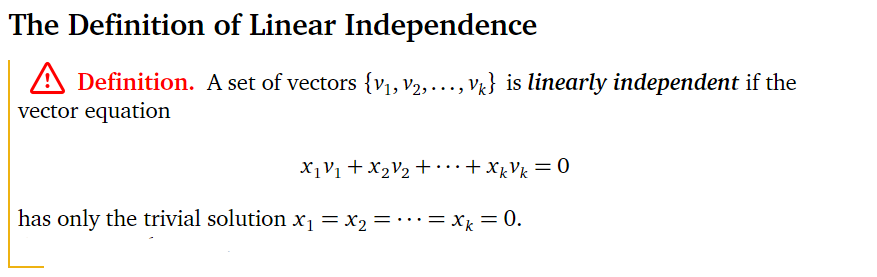 The Definition of Linear Independence
Definition. A set of vectors {v₁, v₂, . . . , vₖ} is linearly independent if the
vector equation
x₁v₁ + x₂v₂ + · · · + xₖvₖ = 0
has only the trivial solution x₁ = x₂ = · · · = xₖ = 0.